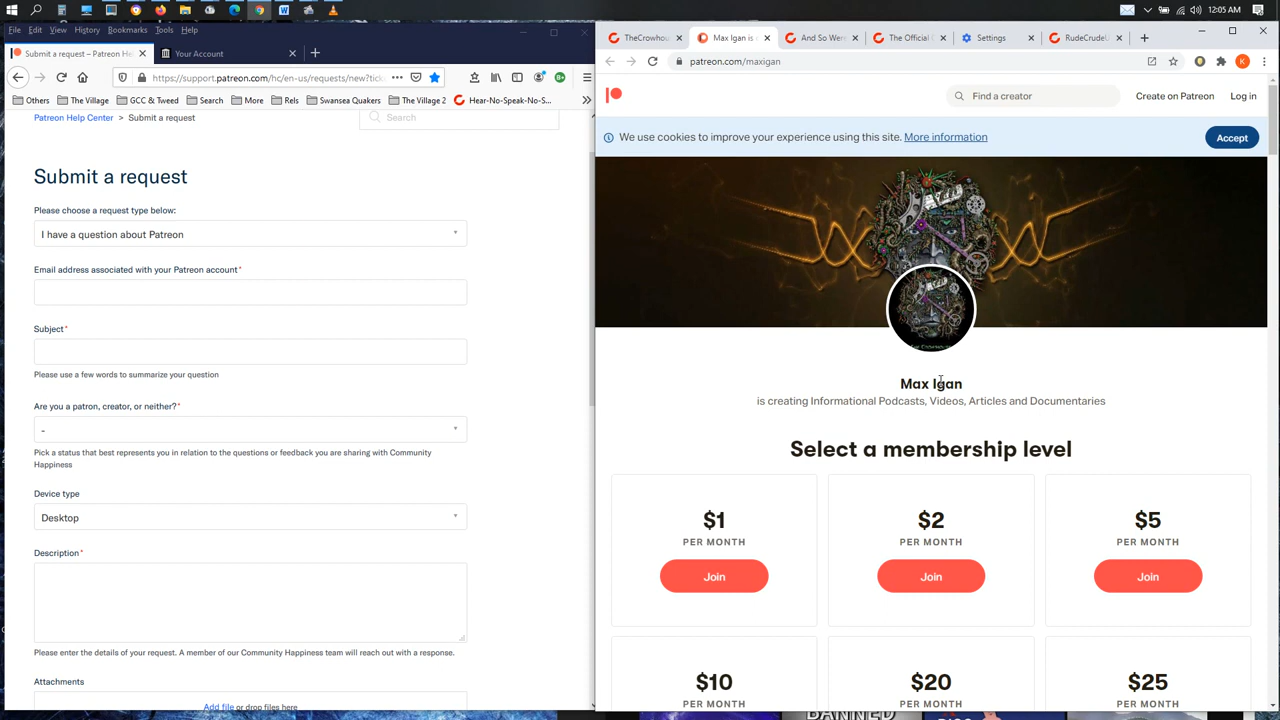 12:05 AM
File Edit View History Bookmarks Tools Help
Submit a request – Patreon He
Your Account
https://support.patreon.com/hc/en-us/requests/new?tick
Others The Village GCC & Tweed Search More Rels Swansea Quakers The Village 2 Hear-No-Speak-No-S...
Patreon Help Center > Submit a request
Search
Submit a request
Please choose a request type below:
I have a question about Patreon
Email address associated with your Patreon account*
Subject*
Please use a few words to summarize your question
Are you a patron, creator, or neither?*
-
Pick a status that best represents you in relation to the questions or feedback you are sharing with Community
Happiness
Device type
Desktop
Description*
Please enter the details of your request. A member of our Community Happiness team will reach out with a response.
Attachments
Add file or drop files here
TheCrowhou
Max Igan is
And So Were
The Official
Settings
RudeCrudeL
patreon.com/maxigan
K
Find a creator
Create on Patreon
Log in
We use cookies to improve your experience using this site. More information
Accept
Max Igan
is creating Informational Podcasts, Videos, Articles and Documentaries
Select a membership level
$1 $2 $5
PER MONTH PER MONTH PER MONTH
Join Join Join
$10 $20 $25
PER MONTH PER MONTH PER MONTH
BANNED